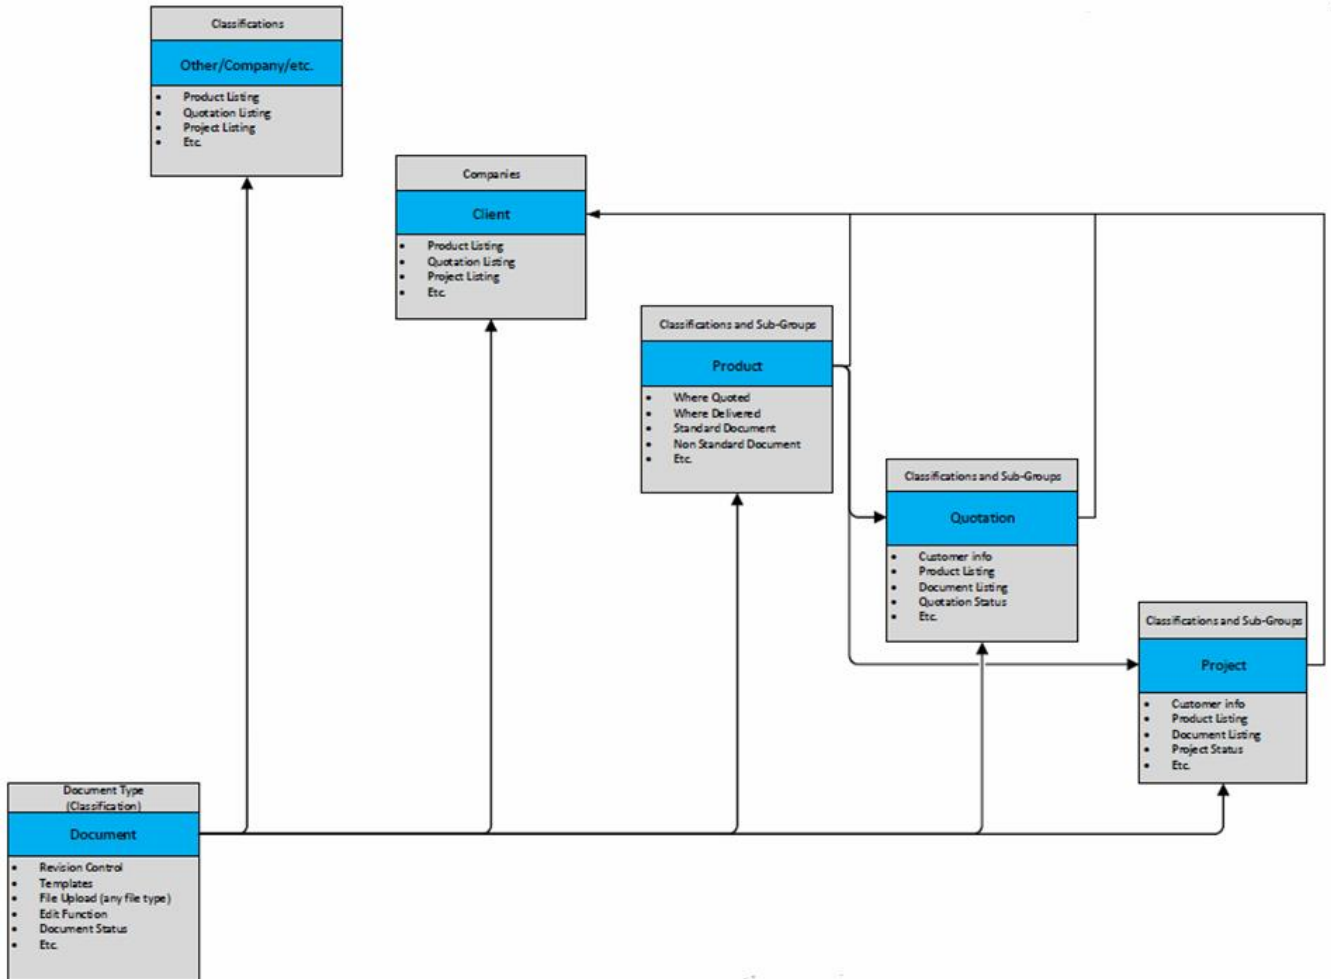 Classifications
Other/Company/etc.
• Product Listing
• Quotation Listing
• Project Listing
• Etc.
Companies
Client
• Product Listing
• Quotation Listing
• Project Listing
• Etc.
Classifications and Sub-Groups
Product
• Where Quoted
• Where Delivered
• Standard Document
• Non Standard Document
• Etc.
Classifications and Sub-Groups
Quotation
• Customer info
• Product Listing
• Document Listing
• Quotation Status
• Etc.
Classifications and Sub-Groups
Project
• Customer info
• Product Listing
• Document Listing
• Project Status
• Etc.
Document Type
(Classification)
Document
• Revision Control
• Templates
• File Upload (any file type)
• Edit Function
• Document Status
• Etc.